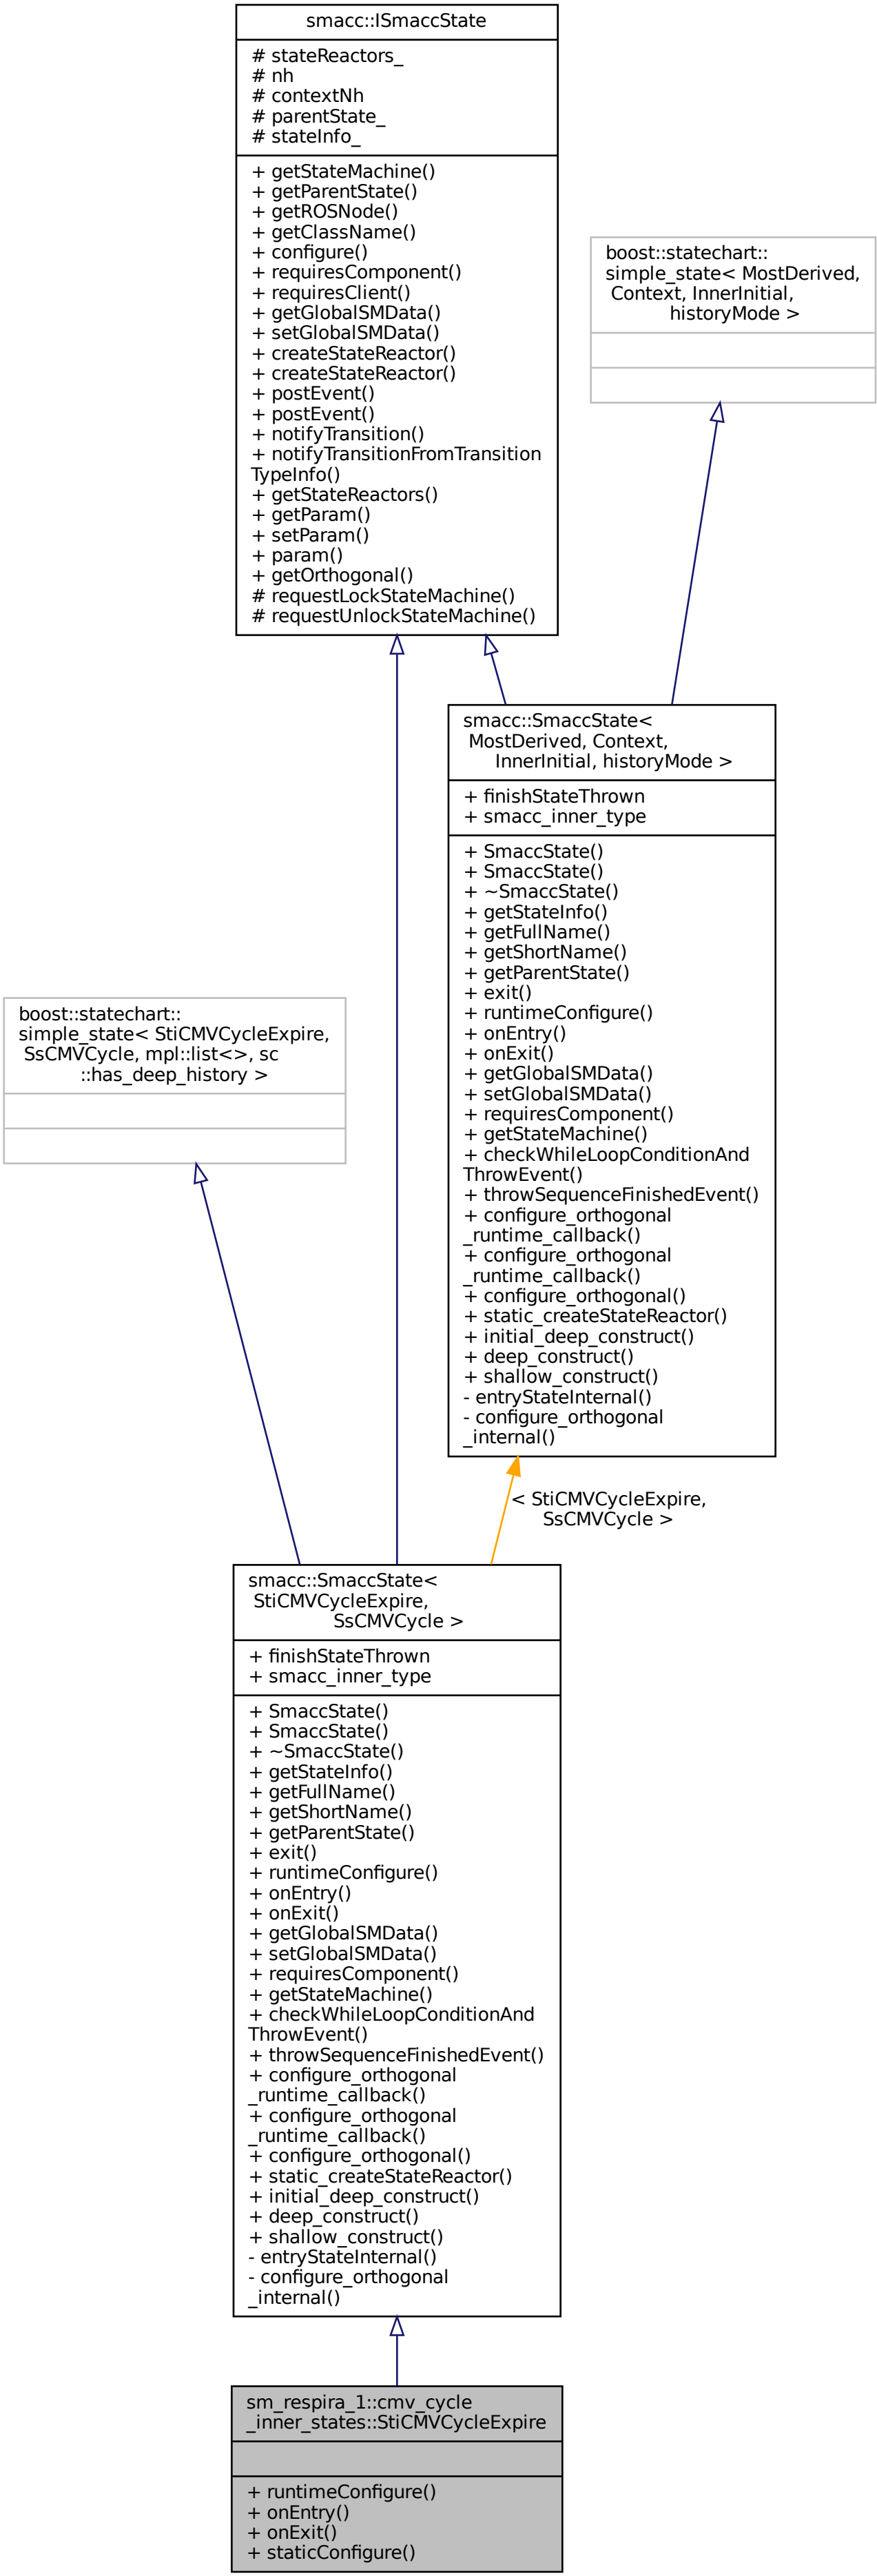 smacc::ISmaccState
# stateReactors_
# nh
# contextNh
# parentState_
# stateInfo_
+ getStateMachine()
+ getParentState()
+ getROSNode()
+ getClassName()
+ configure()
+ requiresComponent()
+ requiresClient()
+ getGlobalSMData()
+ setGlobalSMData()
+ createStateReactor()
+ createStateReactor()
+ postEvent()
+ postEvent()
+ notifyTransition()
+ notifyTransitionFromTransition
TypeInfo()
+ getStateReactors()
+ getParam()
+ setParam()
+ param()
+ getOrthogonal()
# requestLockStateMachine()
# requestUnlockStateMachine()
boost::statechart::
simple_state< MostDerived,
Context, InnerInitial,
historyMode >
smacc::SmaccState<
MostDerived, Context,
InnerInitial, historyMode >
+ finishStateThrown
+ smacc_inner_type
+ SmaccState()
+ SmaccState()
+ ~SmaccState()
+ getStateInfo()
+ getFullName()
+ getShortName()
+ getParentState()
+ exit()
+ runtimeConfigure()
+ onEntry()
+ onExit()
+ getGlobalSMData()
+ setGlobalSMData()
+ requiresComponent()
+ getStateMachine()
+ checkWhileLoopConditionAnd
ThrowEvent()
+ throwSequenceFinishedEvent()
+ configure_orthogonal
_runtime_callback()
+ configure_orthogonal
_runtime_callback()
+ configure_orthogonal()
+ static_createStateReactor()
+ initial_deep_construct()
+ deep_construct()
+ shallow_construct()
- entryStateInternal()
- configure_orthogonal
_internal()
boost::statechart::
simple_state< StiCMVCycleExpire,
SsCMVCycle, mpl::list<>, sc
::has_deep_history >
< StiCMVCycleExpire,
SsCMVCycle >
smacc::SmaccState<
StiCMVCycleExpire,
SsCMVCycle >
+ finishStateThrown
+ smacc_inner_type
+ SmaccState()
+ SmaccState()
+ ~SmaccState()
+ getStateInfo()
+ getFullName()
+ getShortName()
+ getParentState()
+ exit()
+ runtimeConfigure()
+ onEntry()
+ onExit()
+ getGlobalSMData()
+ setGlobalSMData()
+ requiresComponent()
+ getStateMachine()
+ checkWhileLoopConditionAnd
ThrowEvent()
+ throwSequenceFinishedEvent()
+ configure_orthogonal
_runtime_callback()
+ configure_orthogonal
_runtime_callback()
+ configure_orthogonal()
+ static_createStateReactor()
+ initial_deep_construct()
+ deep_construct()
+ shallow_construct()
- entryStateInternal()
- configure_orthogonal
_internal()
sm_respira_1::cmv_cycle
_inner_states::StiCMVCycleExpire
+ runtimeConfigure()
+ onEntry()
+ onExit()
+ staticConfigure()